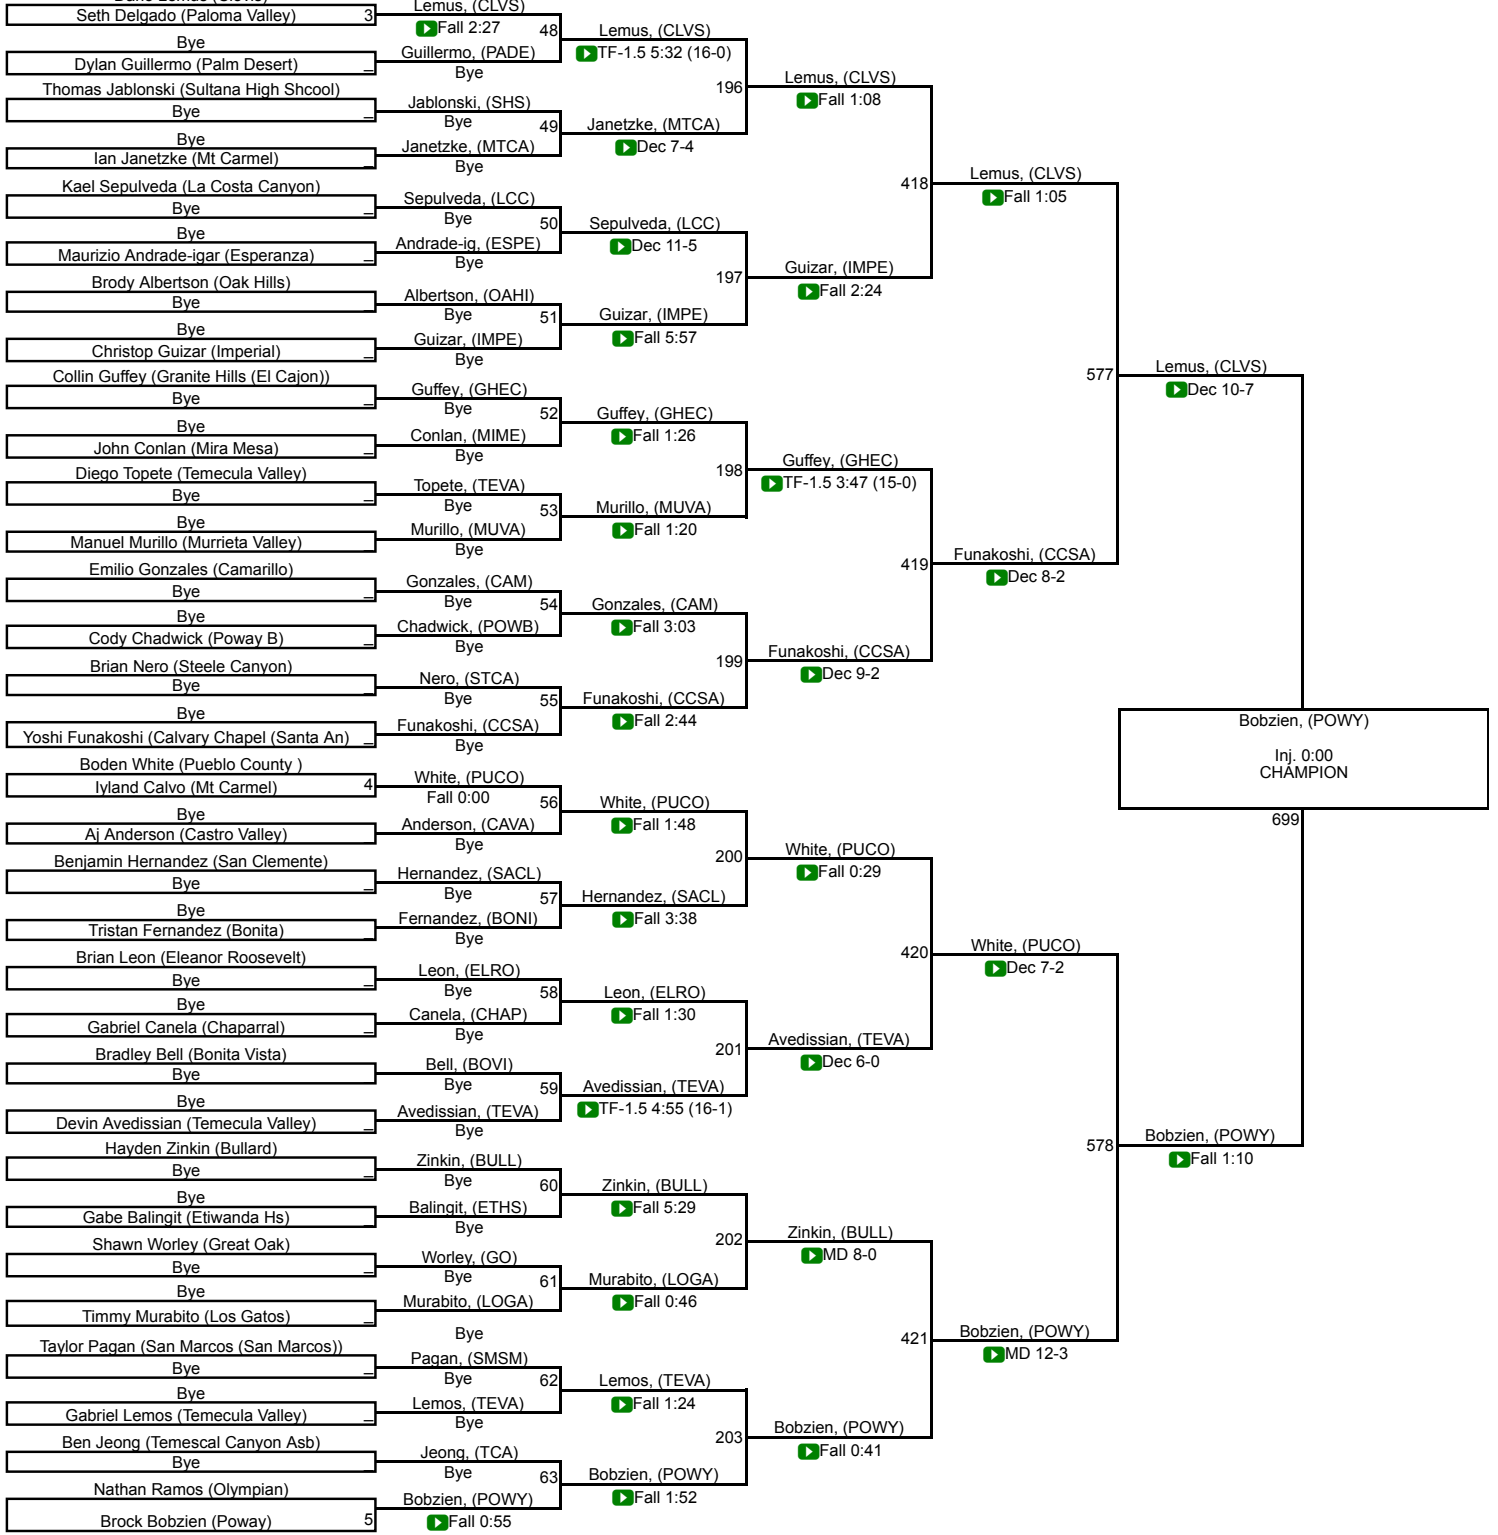 Lemus, (CLVS)
Seth Delgado (Paloma Valley) 3
Fall 2:27
48
Lemus, (CLVS)
Bye
Guillermo, (PADE)
TF-1.5 5:32 (16-0)
Dylan Guillermo (Palm Desert) _
Bye
Lemus, (CLVS)
196
Thomas Jablonski (Sultana High Shcool)
Jablonski, (SHS)
Fall 1:08
Bye _
Bye
49
Janetzke, (MTCA)
Bye
Janetzke, (MTCA)
Dec 7-4
Ian Janetzke (Mt Carmel) _
Bye
Lemus, (CLVS)
418
Kael Sepulveda (La Costa Canyon)
Sepulveda, (LCC)
Fall 1:05
Bye _
Bye
50
Sepulveda, (LCC)
Bye
Andrade-ig, (ESPE)
Dec 11-5
Maurizio Andrade-igar (Esperanza) _
Bye
Guizar, (IMPE)
197
Brody Albertson (Oak Hills)
Albertson, (OAHI)
Fall 2:24
Bye _
Bye
51
Guizar, (IMPE)
Bye
Guizar, (IMPE)
Fall 5:57
Christop Guizar (Imperial) _
Bye
Lemus, (CLVS)
577
Collin Guffey (Granite Hills (El Cajon))
Guffey, (GHEC)
Dec 10-7
Bye _
Bye
52
Guffey, (GHEC)
Bye
Conlan, (MIME)
Fall 1:26
John Conlan (Mira Mesa) _
Bye
Guffey, (GHEC)
198
Diego Topete (Temecula Valley)
Topete, (TEVA)
TF-1.5 3:47 (15-0)
Bye _
Bye
53
Murillo, (MUVA)
Bye
Murillo, (MUVA)
Fall 1:20
Manuel Murillo (Murrieta Valley) _
Bye
Funakoshi, (CCSA)
419
Emilio Gonzales (Camarillo)
Gonzales, (CAM)
Dec 8-2
Bye _
Bye
54
Gonzales, (CAM)
Bye
Chadwick, (POWB)
Fall 3:03
Cody Chadwick (Poway B) _
Bye
Funakoshi, (CCSA)
199
Brian Nero (Steele Canyon)
Nero, (STCA)
Dec 9-2
Bye _
Bye
55
Funakoshi, (CCSA)
Bye
Funakoshi, (CCSA)
Fall 2:44
Yoshi Funakoshi (Calvary Chapel (Santa An) _
Bye
Bobzien, (POWY)
Inj. 0:00
CHAMPION
699
Boden White (Pueblo County )
White, (PUCO)
Iyland Calvo (Mt Carmel) 4
Fall 0:00
56
White, (PUCO)
Bye
Anderson, (CAVA)
Fall 1:48
Aj Anderson (Castro Valley) _
Bye
White, (PUCO)
200
Benjamin Hernandez (San Clemente)
Hernandez, (SACL)
Fall 0:29
Bye _
Bye
57
Hernandez, (SACL)
Bye
Fernandez, (BONI)
Fall 3:38
Tristan Fernandez (Bonita) _
Bye
White, (PUCO)
420
Brian Leon (Eleanor Roosevelt)
Leon, (ELRO)
Dec 7-2
Bye _
Bye
58
Leon, (ELRO)
Bye
Canela, (CHAP)
Fall 1:30
Gabriel Canela (Chaparral) _
Bye
Avedissian, (TEVA)
201
Bradley Bell (Bonita Vista)
Bell, (BOVI)
Dec 6-0
Bye _
Bye
59
Avedissian, (TEVA)
Bye
Avedissian, (TEVA)
TF-1.5 4:55 (16-1)
Devin Avedissian (Temecula Valley) _
Bye
Bobzien, (POWY)
578
Hayden Zinkin (Bullard)
Zinkin, (BULL)
Fall 1:10
Bye _
Bye
60
Zinkin, (BULL)
Bye
Balingit, (ETHS)
Fall 5:29
Gabe Balingit (Etiwanda Hs) _
Bye
Zinkin, (BULL)
202
Shawn Worley (Great Oak)
Worley, (GO)
MD 8-0
Bye _
Bye
61
Murabito, (LOGA)
Bye
Murabito, (LOGA)
Fall 0:46
Timmy Murabito (Los Gatos) _
Bye
Bobzien, (POWY)
421
Taylor Pagan (San Marcos (San Marcos))
Pagan, (SMSM)
MD 12-3
Bye _
Bye
62
Lemos, (TEVA)
Bye
Lemos, (TEVA)
Fall 1:24
Gabriel Lemos (Temecula Valley) _
Bye
Bobzien, (POWY)
203
Ben Jeong (Temescal Canyon Asb)
Jeong, (TCA)
Fall 0:41
Bye _
Bye
63
Bobzien, (POWY)
Nathan Ramos (Olympian)
Bobzien, (POWY)
Fall 1:52
Brock Bobzien (Poway) 5
Fall 0:55